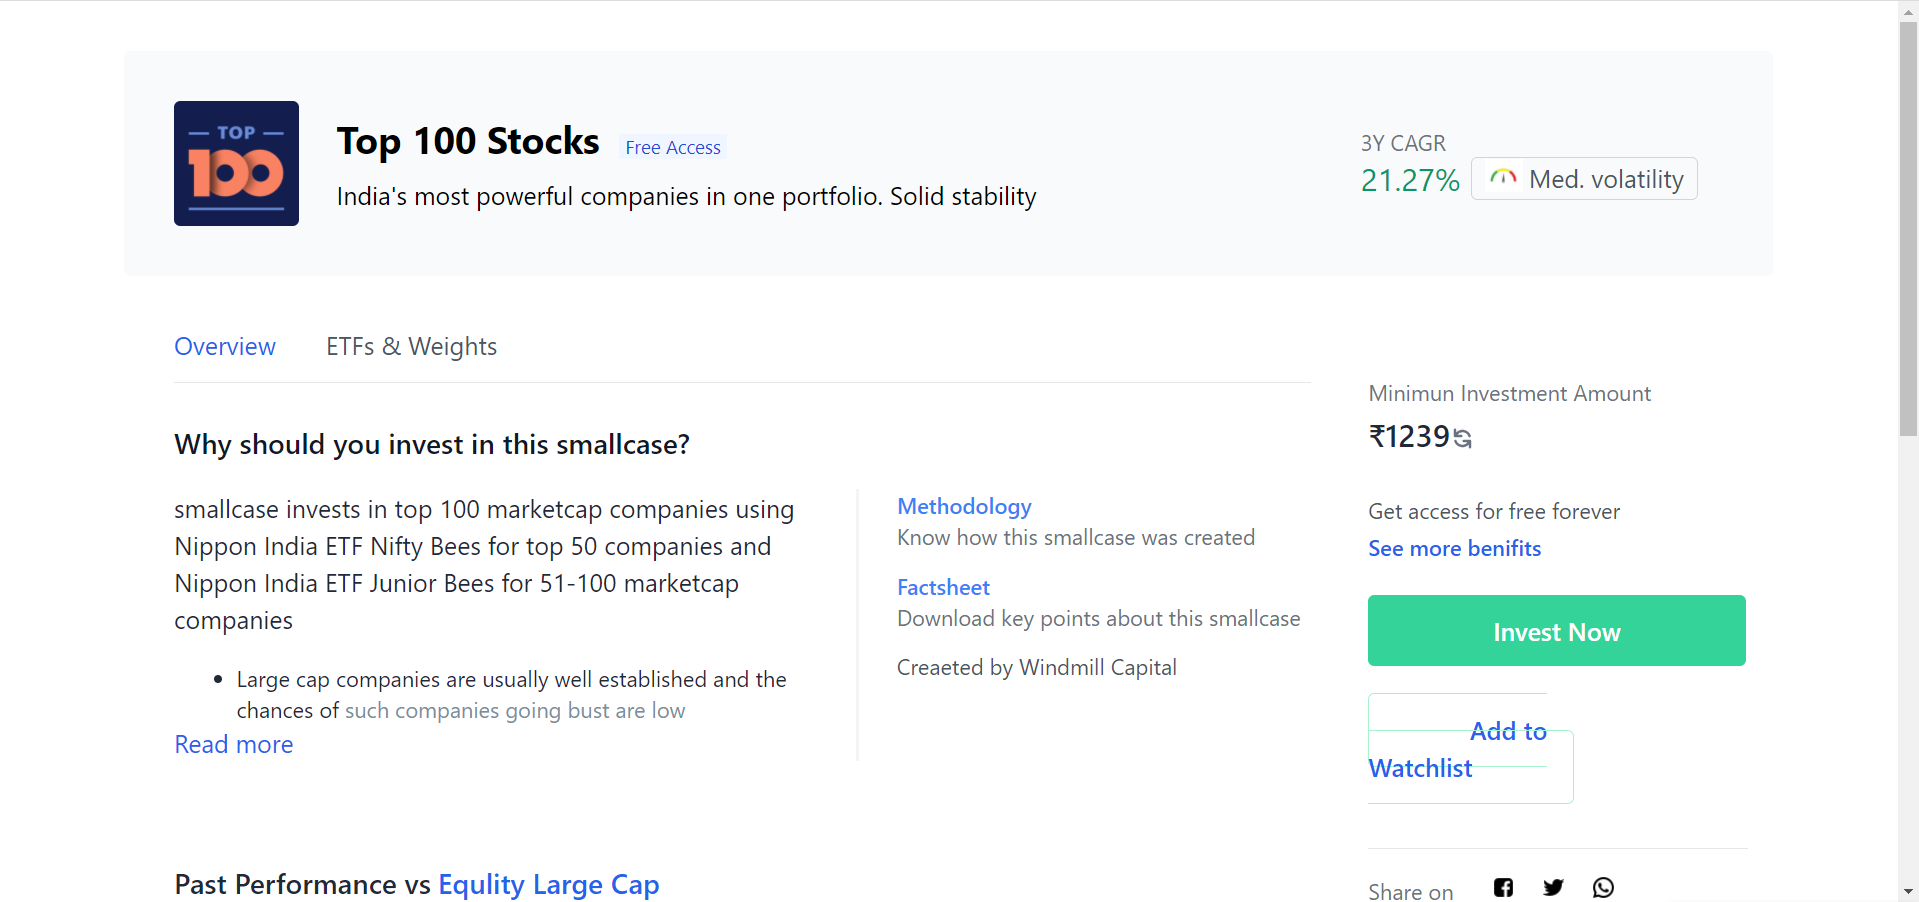 TOP
100
Top 100 Stocks Free Access
India's most powerful companies in one portfolio. Solid stability
3Y CAGR
21.27% Med. volatility
Overview ETFs & Weights
Why should you invest in this smallcase?
smallcase invests in top 100 marketcap companies using
Nippon India ETF Nifty Bees for top 50 companies and
Nippon India ETF Junior Bees for 51-100 marketcap
companies
Large cap companies are usually well established and the
chances of such companies going bust are low
Read more
Methodology
Know how this smallcase was created
Factsheet
Download key points about this smallcase
Creaeted by Windmill Capital
Minimun Investment Amount
₹1239
Get access for free forever
See more benifits
Invest Now
Add to
Watchlist
Past Performance vs Equlity Large Cap
Share on